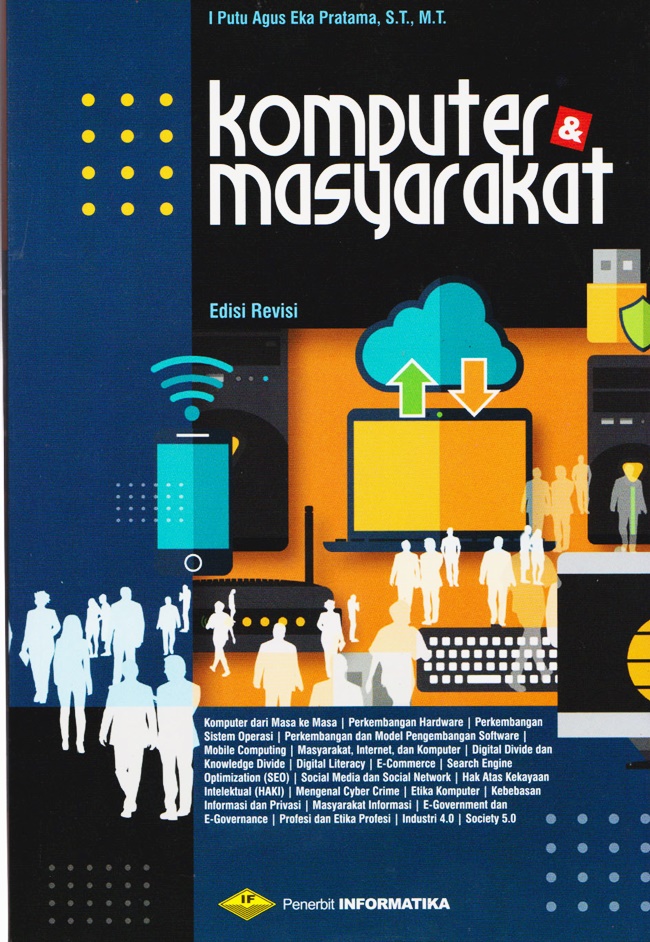 I Putu Agus Eka Pratama, S.T., M.T.
komputer &
masyarakat
Edisi Revisi
Komputer dari Masa ke Masa | Perkembangan Hardware | Perkembangan
Sistem Operasi | Perkembangan dan Model Pengembangan Software |
Mobile Computing | Masyarakat, Internet, dan Komputer | Digital Divide dan
Knowledge Divide | Digital Literacy | E-Commerce | Search Engine
Optimization (SEO) | Social Media dan Social Network | Hak Atas Kekayaan
Intelektual (HAKI) | Mengenal Cyber Crime | Etika Komputer | Kebebasan
Informasi dan Privasi | Masyarakat Informasi | E-Government dan
E-Governance | Profesi dan Etika Profesi | Industri 4.0 | Society 5.0
IF Penerbit INFORMATIKA